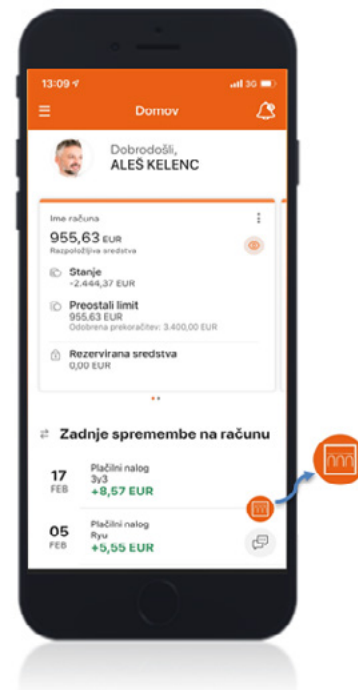 13:09
3G
Domov
Dobrodošli,
ALEŠ KELENC
Ime računa
955,63 EUR
Razpoložljiva sredstva
Stanje
-2.444,37 EUR
Preostali limit
955,63 EUR
Odobrena prekoračitev: 3.400,00 EUR
Rezervirana sredstva
0,00 EUR
Zadnje spremembe na računu
17
FEB
Plačilni nalog
3y3
+8,57 EUR
05
FEB
Plačilni nalog
Ryu
+5,55 EUR